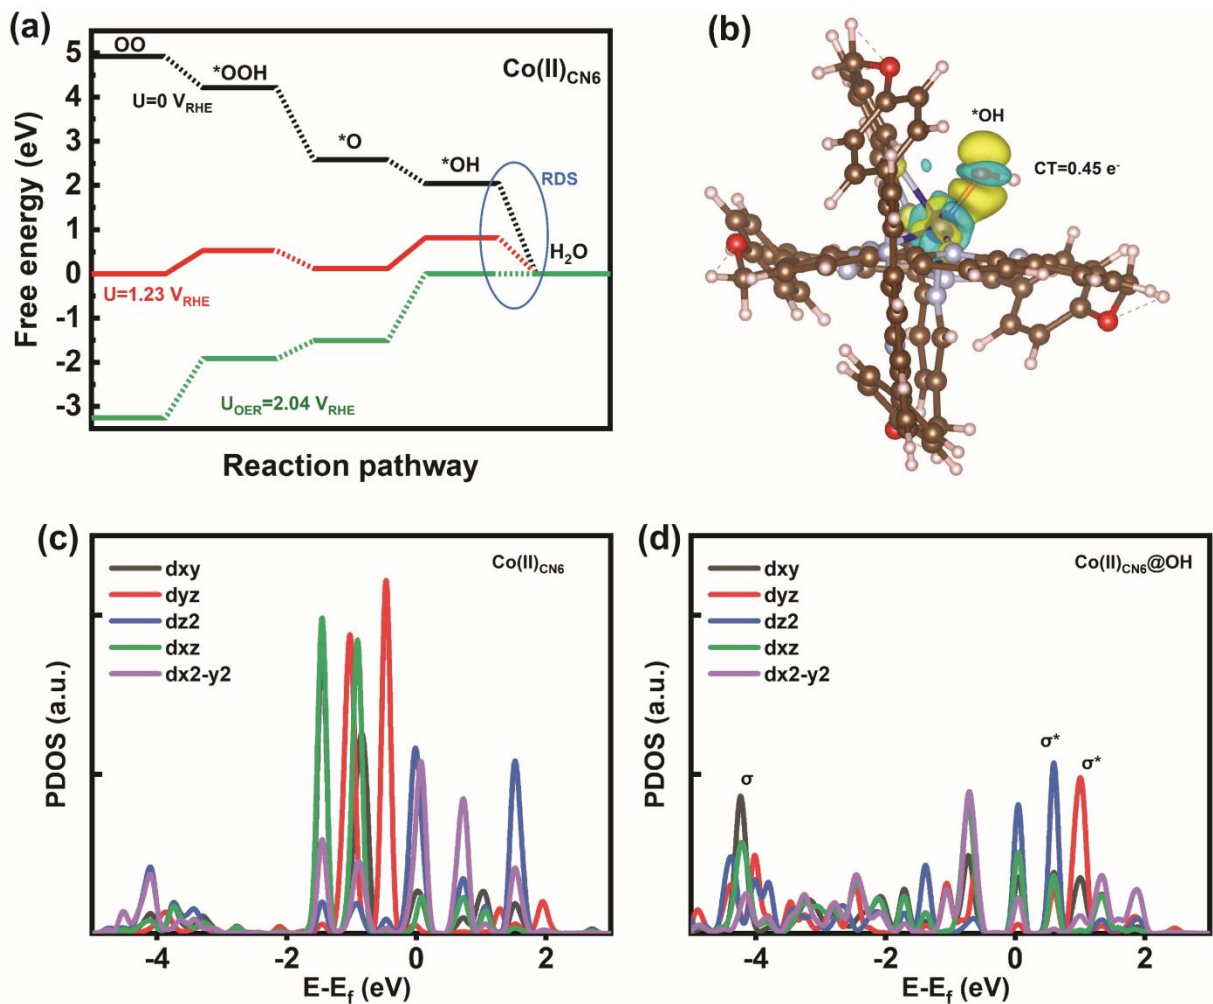 (a)
OO
*OOH
Co(II)CN6
U=0 VRHE
*O
*OH
RDS
H2O
U=1.23 VRHE
UOER=2.04 VRHE
5
4
3
2
1
0
-1
-2
-3
Free energy (eV)
Reaction pathway
(b)
*OH
CT=0.45 e-
(c)
Co(II)CN6
dxy
dyz
dz2
dxz
dx2-y2
PDOS (a.u.)
-4 -2 0 2
E-Ef (eV)
(d)
Co(II)CN6@OH
dxy
dyz
dz2
dxz
dx2-y2
σ
σ*
σ*
PDOS (a.u.)
-4 -2 0 2
E-Ef (eV)